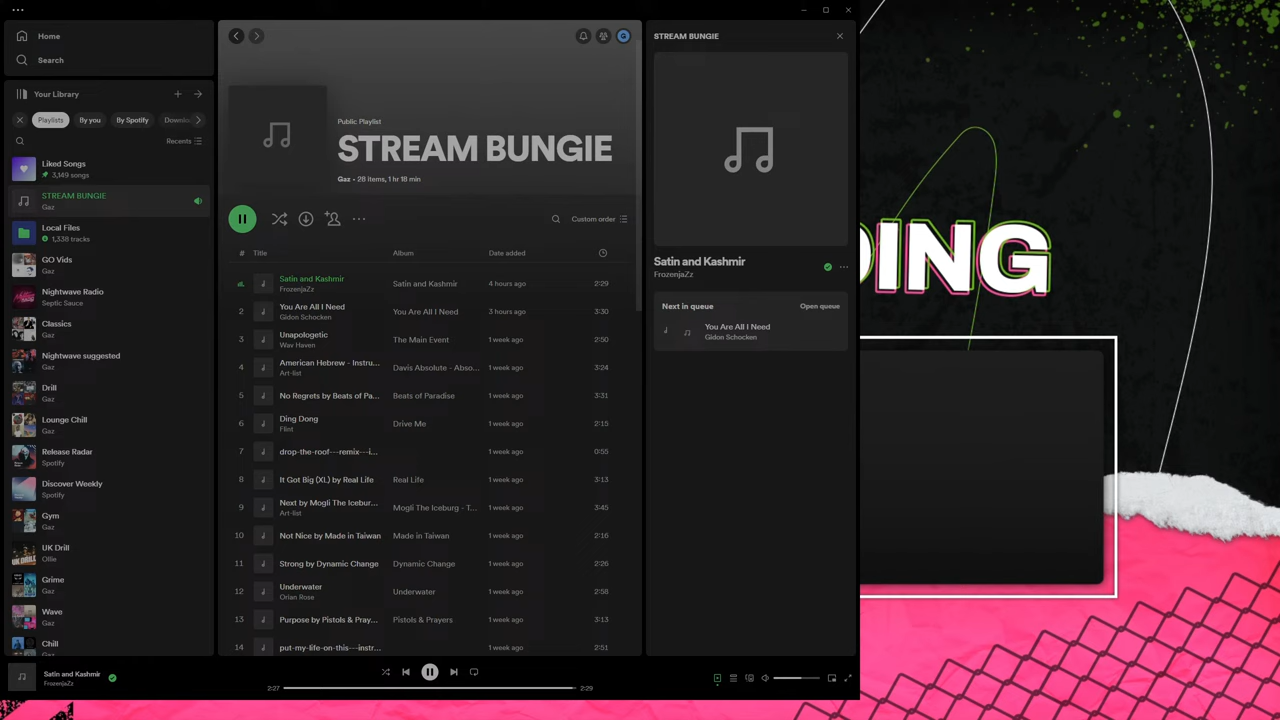 Home
Search
Your Library
Playlists
By you
By Spotify
Recents
Liked Songs
3,149 songs
STREAM BUNGIE
Gaz
Local Files
1,338 tracks
GO Vids
Gaz
Nightwave Radio
Septic Sauce
Classics
Gaz
Nightwave suggested
Gaz
Drill
Gaz
Lounge Chill
Gaz
Release Radar
Spotify
Discover Weekly
Spotify
Gym
Gaz
UK Drill
Ollie
Grime
Gaz
Wave
Gaz
Chill
Gaz
G
Public Playlist
STREAM BUNGIE
Gaz • 28 items, 1 hr 18 min
Custom order
# Title Album Date added
Satin and Kashmir
FrozenjaZz
Satin and Kashmir 4 hours ago 2:29
2 You Are All I Need
Gidon Schocken
You Are All I Need 3 hours ago 3:30
3 Unapologetic
Wav Haven
The Main Event 1 week ago 2:50
4 American Hebrew - Instru...
Art-list
Davis Absolute - Abso... 1 week ago 3:24
5 No Regrets by Beats of Pa... Beats of Paradise 1 week ago 3:31
6 Ding Dong
Flint
Drive Me 1 week ago 2:15
7 drop-the-roof---remix---i... 1 week ago 0:55
8 It Got Big (XL) by Real Life Real Life 1 week ago 3:13
9 Next by Mogli The Icebur...
Art-list
Mogli The Iceburg - T... 1 week ago 3:45
10 Not Nice by Made in Taiwan Made in Taiwan 1 week ago 2:16
11 Strong by Dynamic Change Dynamic Change 1 week ago 2:26
12 Underwater
Orian Rose
Underwater 1 week ago 2:58
13 Purpose by Pistols & Pray... Pistols & Prayers 1 week ago 3:13
14 put-my-life-on-this---instr... 1 week ago 2:51
STREAM BUNGIE
Satin and Kashmir
FrozenjaZz
Next in queue Open queue
You Are All I Need
Gidon Schocken
Satin and Kashmir
FrozenjaZz
2:27 2:29
ING